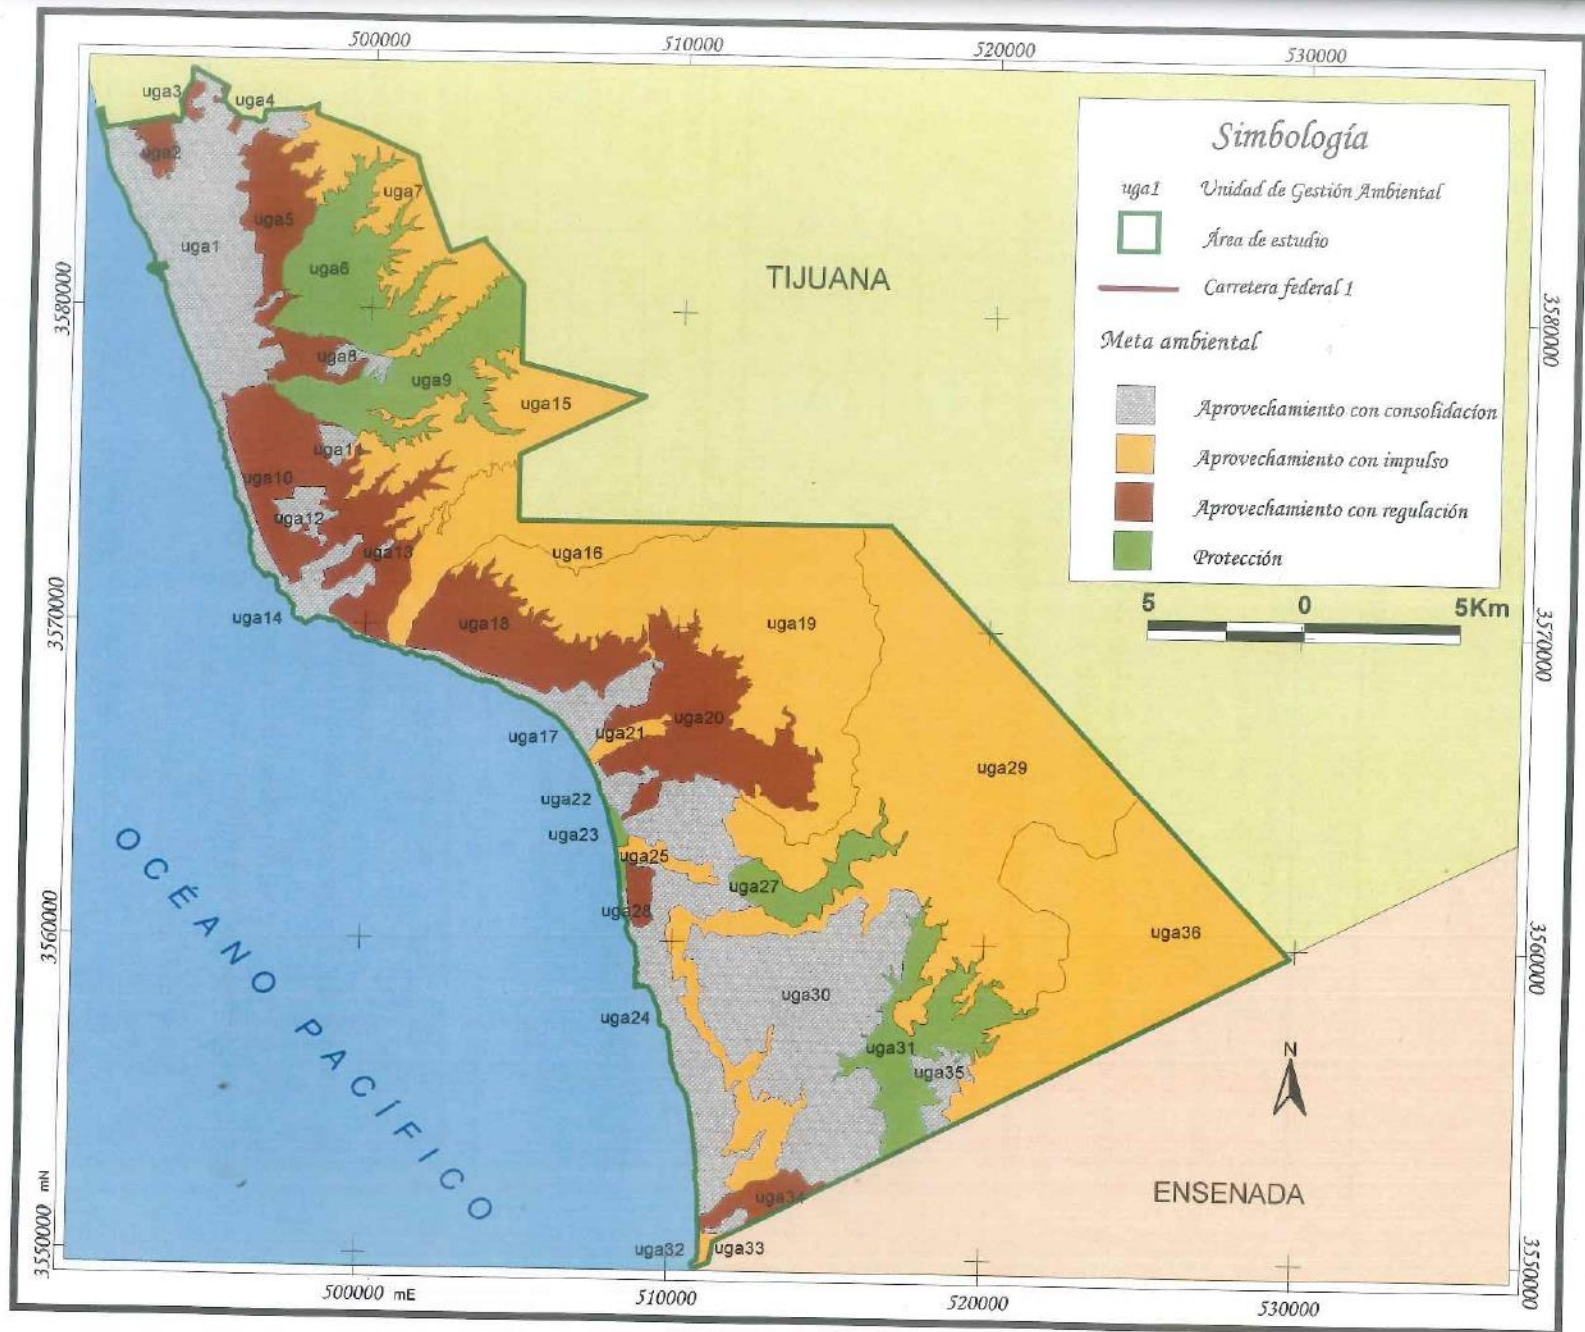 500000
510000
520000
530000
uga3
uga4
uga2
uga7
uga5
uga1
uga6
uga8
uga9
uga15
uga11
uga10
uga12
uga13
uga16
uga14
uga18
uga19
uga20
uga21
uga17
uga29
uga22
uga23
uga25
uga27
uga28
uga36
uga30
uga24
uga31
uga35
uga34
uga32
uga33
TIJUANA
ENSENADA
OCÉANO PACÍFICO
Simbología
uga1 Unidad de Gestión Ambiental
Área de estudio
Carretera federal 1
Meta ambiental
Aprovechamiento con consolidacíon
Aprovechamiento con impulso
Aprovechamiento con regulación
Protección
5 0 5Km
N
3580000
3570000
3560000
3550000 mN
3580000
3570000
3560000
3550000
500000 mE
510000
520000
530000